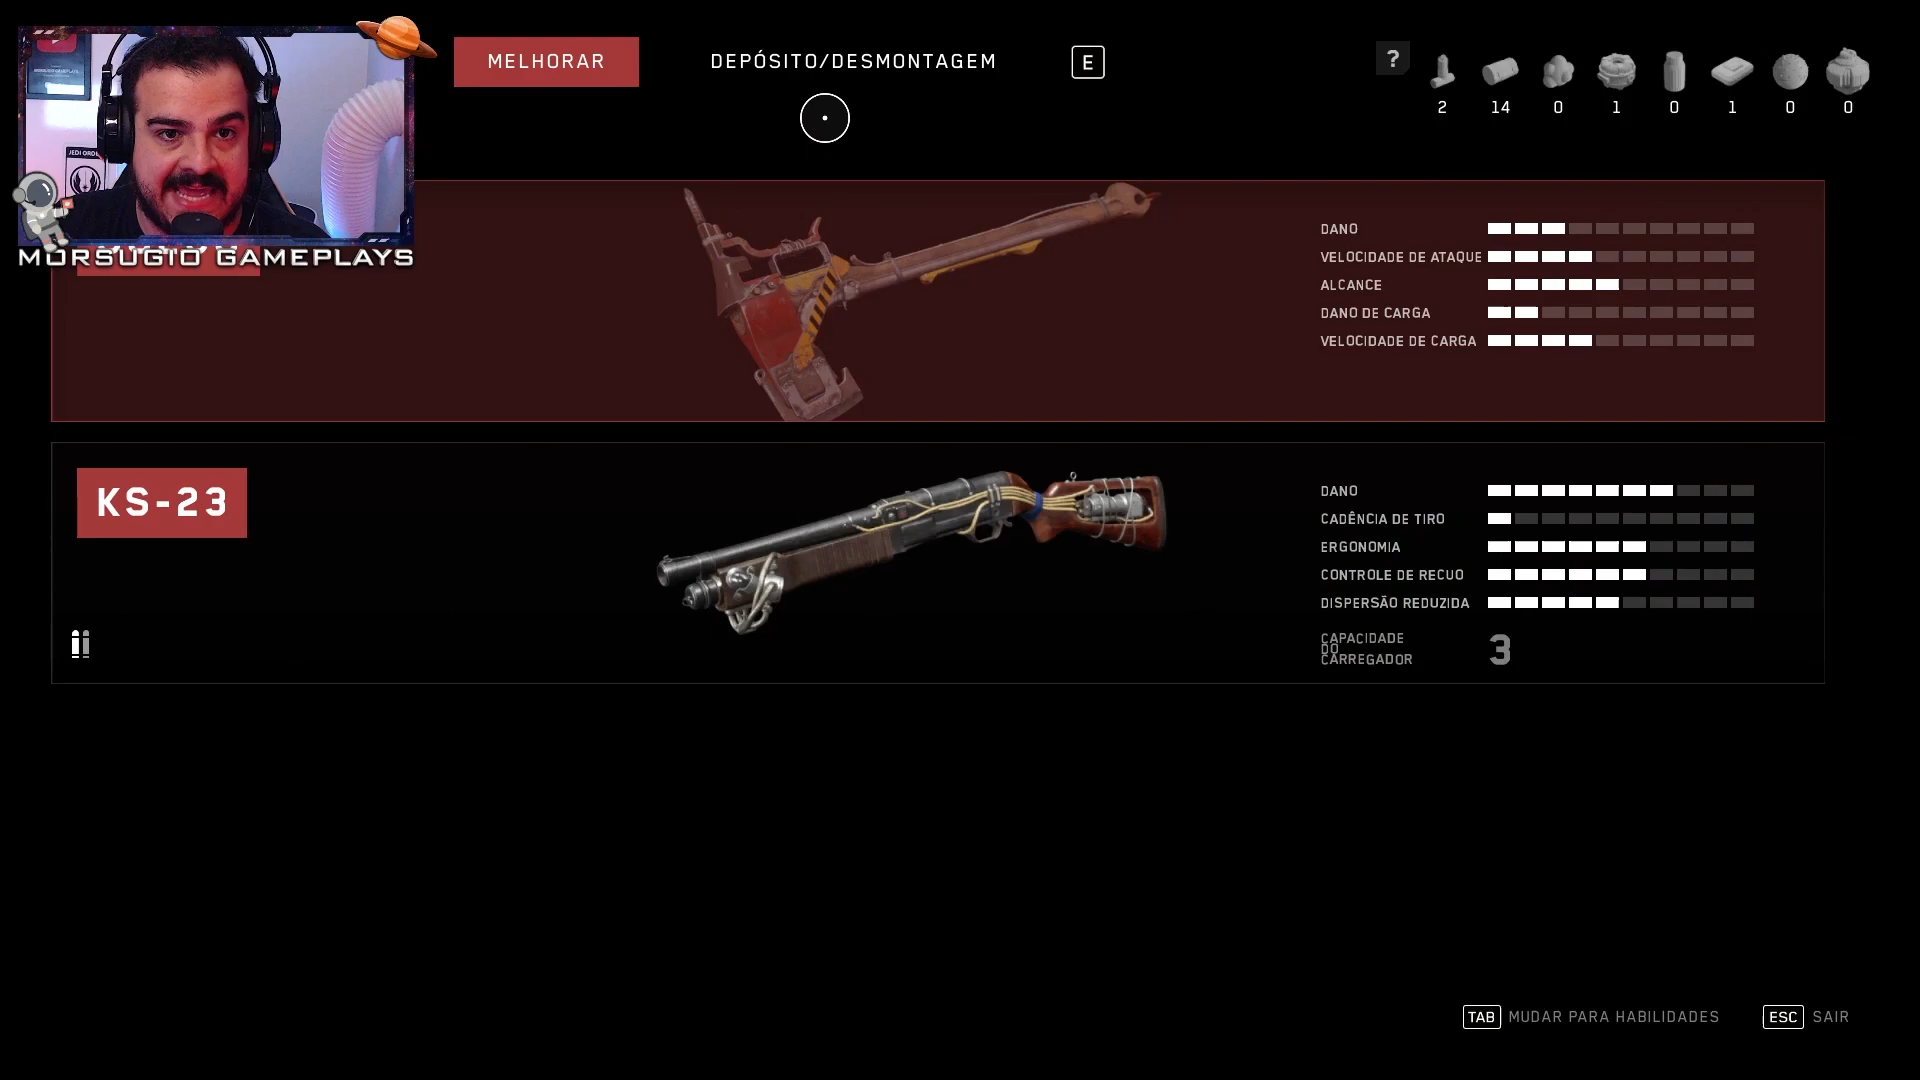 MELHORAR
DEPÓSITO/DESMONTAGEM
E
?
2
14
0
1
0
1
0
0
JEDI ORDE
MORSUGIO GAMEPLAYS
DANO
VELOCIDADE DE ATAQUE
ALCANCE
DANO DE CARGA
VELOCIDADE DE CARGA
KS-23
DANO
CADÊNCIA DE TIRO
ERGONOMIA
CONTROLE DE RECUO
DISPERSÃO REDUZIDA
CAPACIDADE
DO
CARREGADOR
3
TAB MUDAR PARA HABILIDADES
ESC SAIR